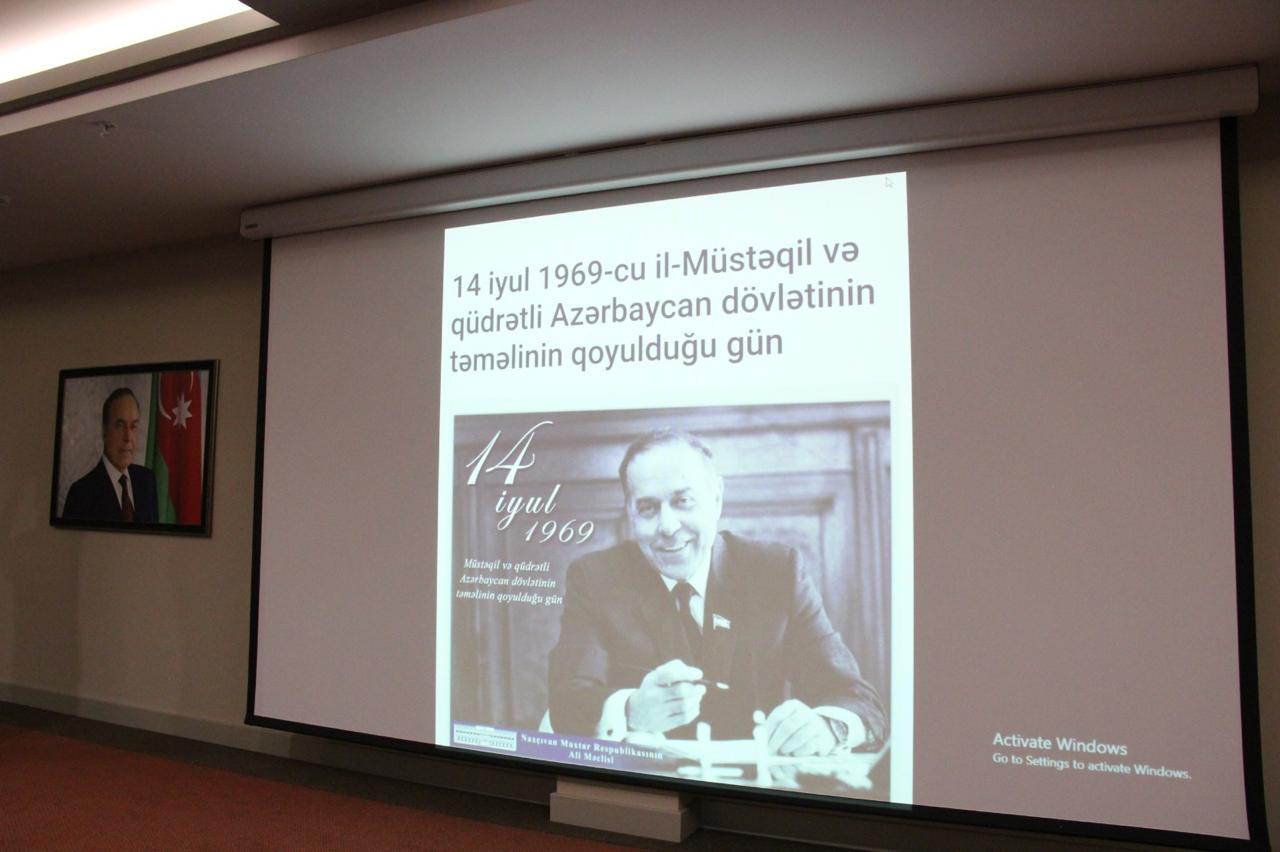 14 iyul 1969-cu il-Müstəqil və
qüdrətli Azərbaycan dövlətinin
təməlinin qoyulduğu gün
14
iyul
1969
Müstəqil və qüdrətli
Azərbaycan dövlətinin
təməlinin qoyulduğu gün
Naxçıvan Muxtar Respublikasının
Ali Məclisi
Activate Windows
Go to Settings to activate Windows.